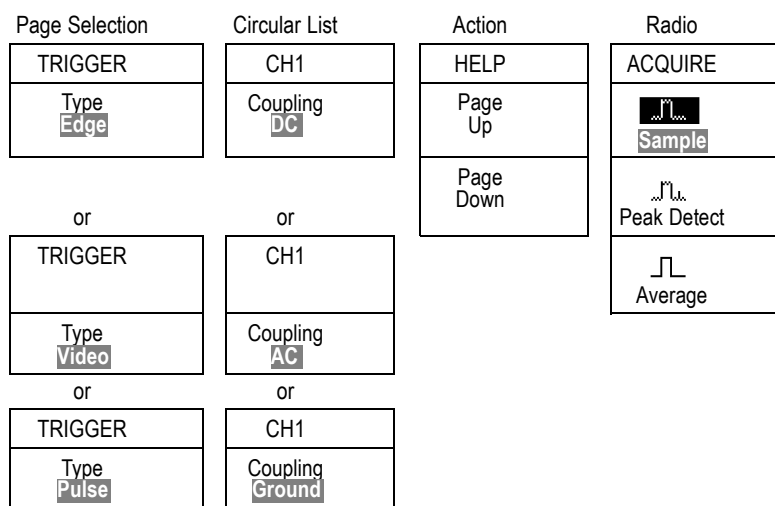 Page Selection
TRIGGER
Type
Edge
or
TRIGGER
Type
Video
or
TRIGGER
Type
Pulse
Circular List
CH1
Coupling
DC
or
CH1
Coupling
AC
or
CH1
Coupling
Ground
Action
HELP
Page
Up
Page
Down
Radio
ACQUIRE
Sample
Peak Detect
Average